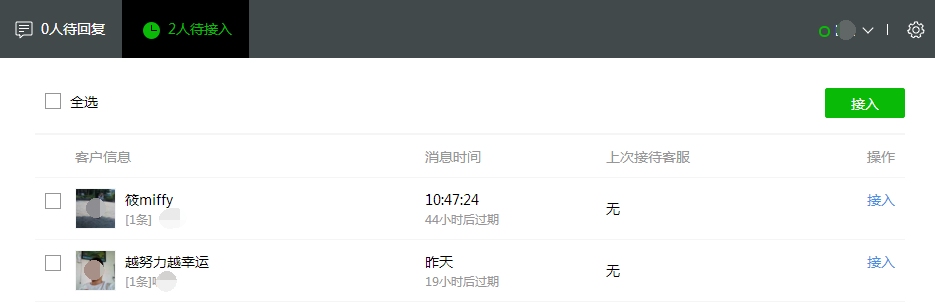 0人待回复
2人待接入
全选
接入
客户信息 消息时间 上次接待客服 操作
筱miffy 10:47:24 无 接入
[1条] 44小时后过期
越努力越幸运 昨天 无 接入
[1条] 19小时后过期